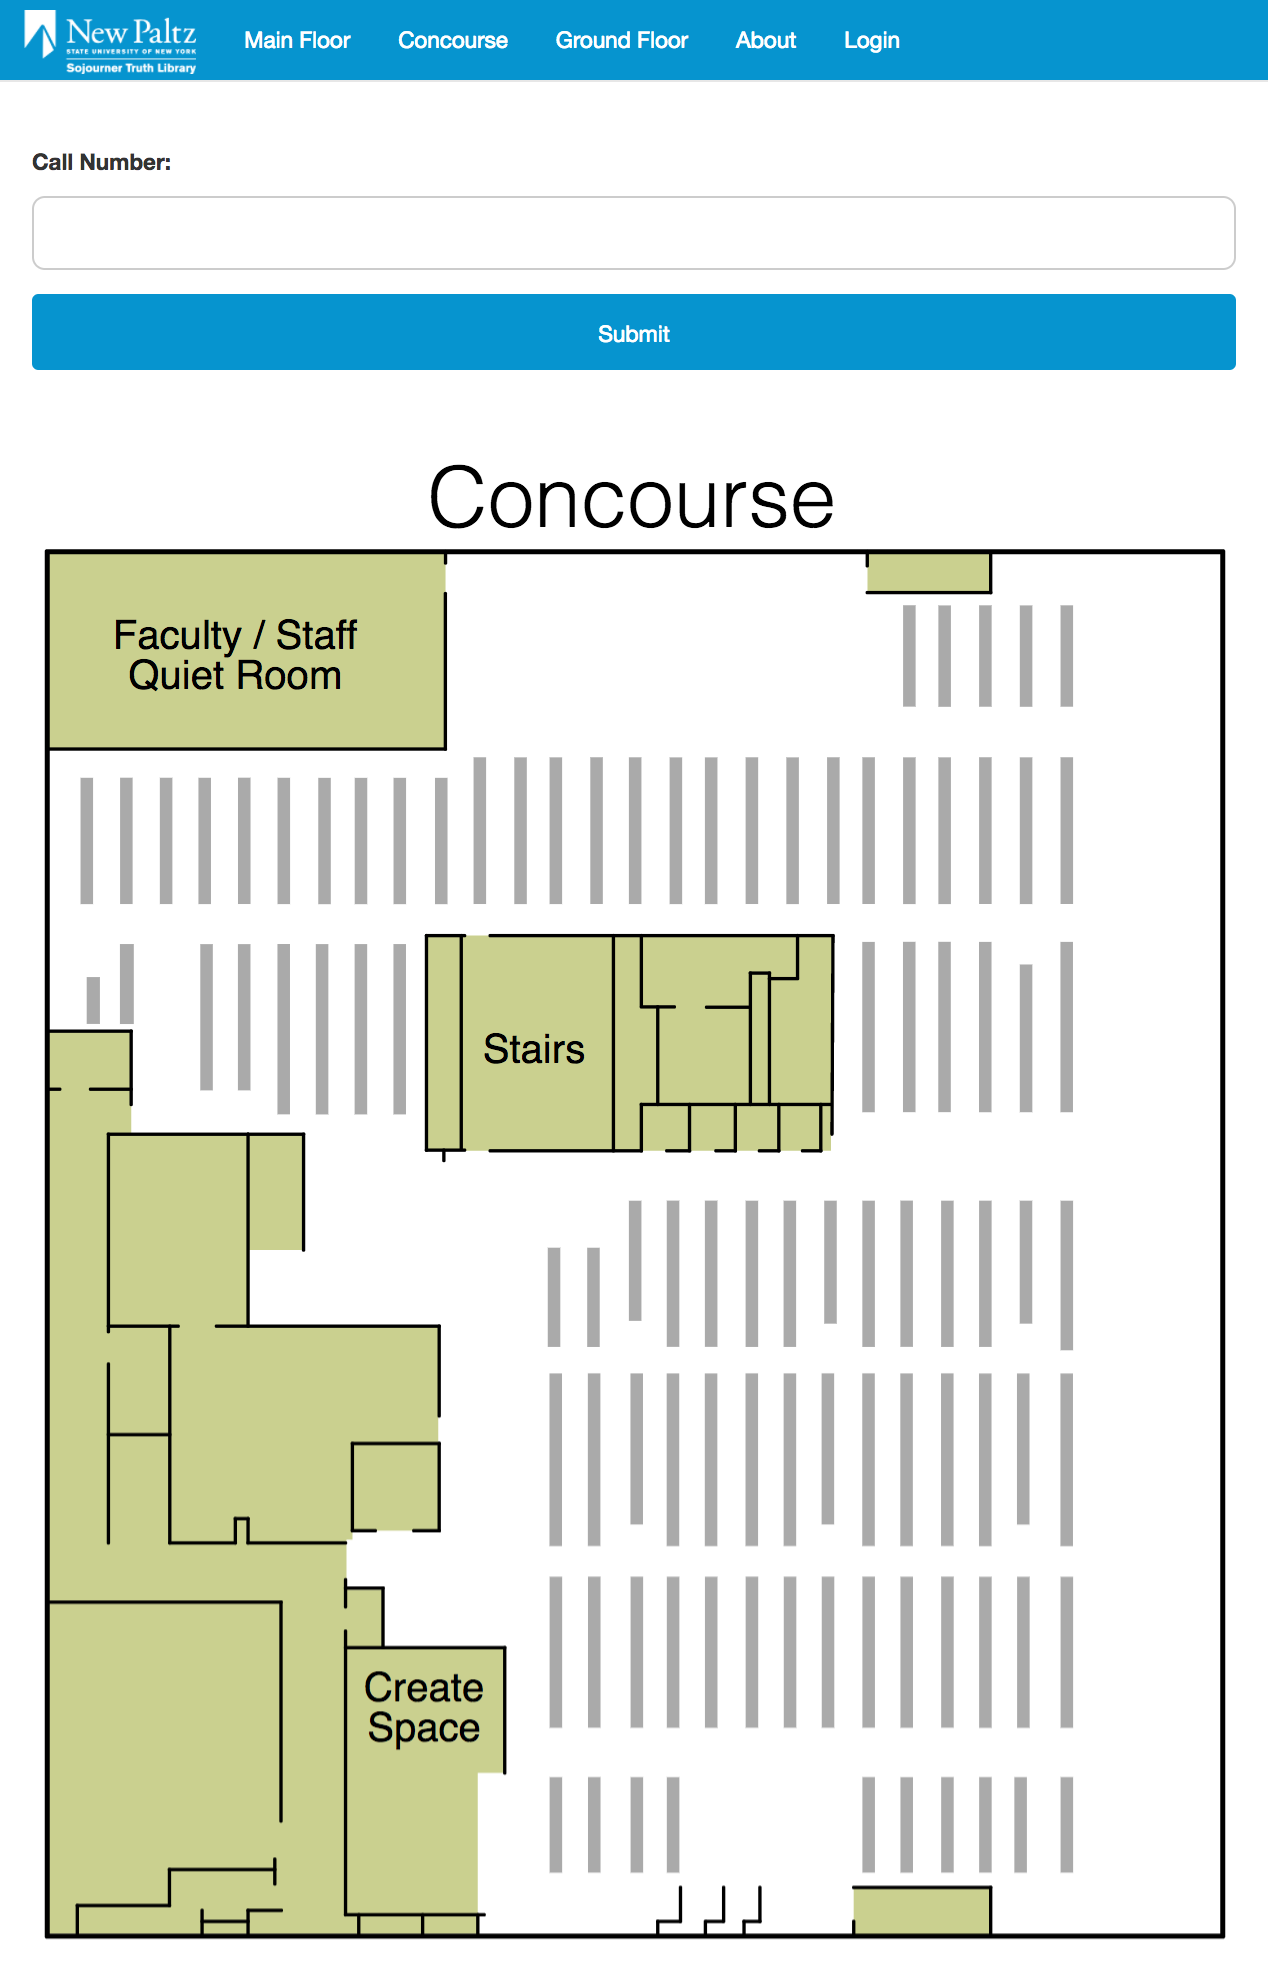 New Paltz
STATE UNIVERSITY OF NEW YORK
Sojourner Truth Library
Main Floor
Concourse
Ground Floor
About
Login
Call Number:
Submit
Concourse
Faculty / Staff
Quiet Room
Stairs
Create
Space